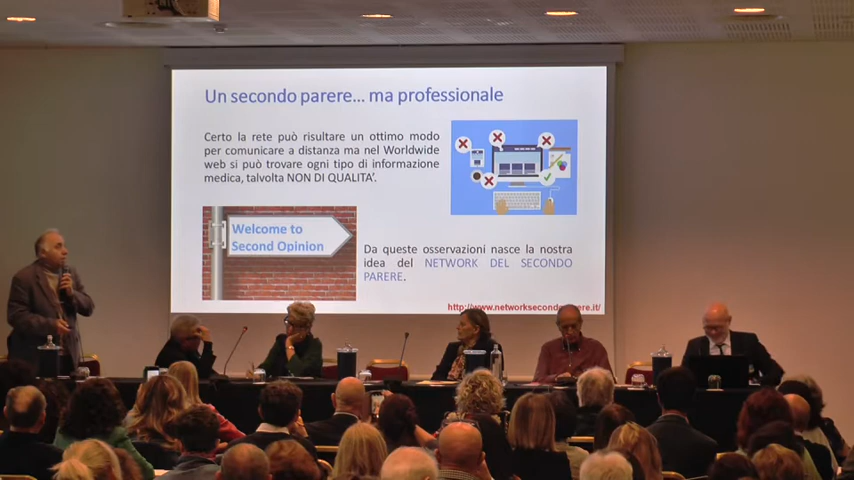 Un secondo parere... ma professionale
Certo la rete può risultare un ottimo modo
per comunicare a distanza ma nel Worldwide
web si può trovare ogni tipo di informazione
medica, talvolta NON DI QUALITA'.
Welcome to
Second Opinion
Da queste osservazioni nasce la nostra
idea del NETWORK DEL SECONDO
PARERE.